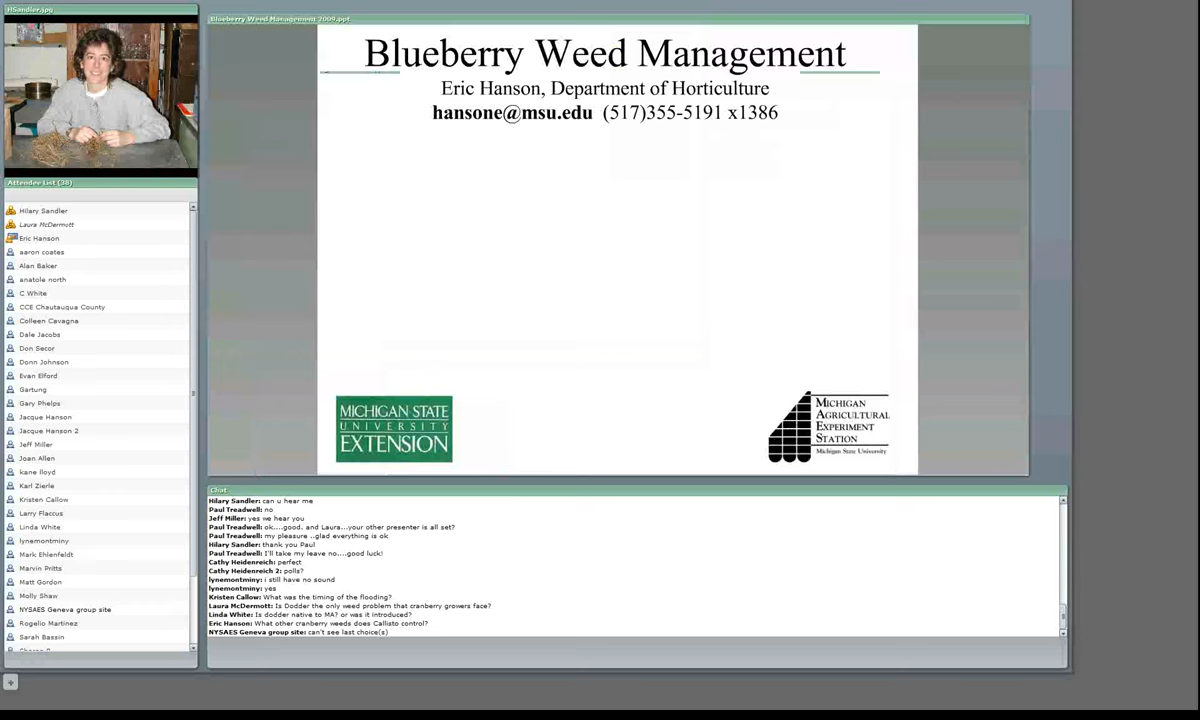 HSandler.jpg
Attendee List (38)
Hilary Sandler
Laura McDermott
Eric Hanson
aaron coates
Alan Baker
anatole north
C White
CCE Chautauqua County
Colleen Cavagna
Dale Jacobs
Don Secor
Donn Johnson
Evan Elford
Gartung
Gary Phelps
Jacque Hanson
Jacque Hanson 2
Jeff Miller
Joan Allen
kane lloyd
Karl Zierle
Kristen Callow
Larry Flaccus
Linda White
lynemontminy
Mark Ehlenfeldt
Marvin Pritts
Matt Gordon
Molly Shaw
NYSAES Geneva group site
Rogelio Martinez
Sarah Bassin
Blueberry Weed Management 2009.ppt
Blueberry Weed Management
Eric Hanson, Department of Horticulture
hansone@msu.edu (517)355-5191 x1386
MICHIGAN STATE
UNIVERSITY
EXTENSION
MICHIGAN
AGRICULTURAL
EXPERIMENT
STATION
Michigan State University
Chat
Hilary Sandler: can u hear me
Paul Treadwell: no
Jeff Miller: yes we hear you
Paul Treadwell: ok....good. and Laura...your other presenter is all set?
Paul Treadwell: my pleasure ..glad everything is ok
Hilary Sandler: thank you Paul
Paul Treadwell: I'll take my leave no....good luck!
Cathy Heidenreich: perfect
Cathy Heidenreich 2: polls?
lynemontminy: i still have no sound
lynemontminy: yes
Kristen Callow: What was the timing of the flooding?
Laura McDermott: Is Dodder the only weed problem that cranberry growers face?
Linda White: Is dodder native to MA? or was it introduced?
Eric Hanson: What other cranberry weeds does Callisto control?
NYSAES Geneva group site: can't see last choice(s)